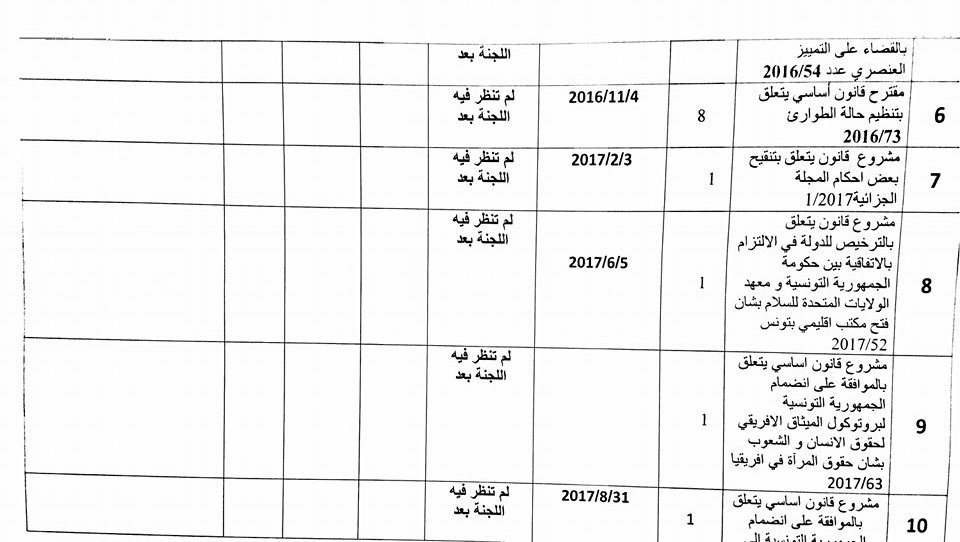 بالقضاء على التمييز
العنصري عدد 2016/54
اللجنة بعد
6
مقترح قانون أساسي يتعلق
بتنظيم حالة الطوارئ
2016/73
8
2016/11/4
لم تنظر فيه
اللجنة بعد
7
مشروع قانون يتعلق بتنقيح
بعض احكام المجلة
الجزائية1/2017
1
2017/2/3
لم تنظر فيه
اللجنة بعد
8
مشروع قانون يتعلق
بالترخيص للدولة في الالتزام
بالاتفاقية بين حكومة
الجمهورية التونسية و معهد
الولايات المتحدة للسلام بشان
فتح مكتب اقليمي بتونس
2017/52
1
2017/6/5
لم تنظر فيه
اللجنة بعد
9
مشروع قانون اساسي يتعلق
بالموافقة على انضمام
الجمهورية التونسية
لبروتوكول الميثاق الافريقي
لحقوق الانسان و الشعوب
بشان حقوق المرآة في افريقيا
2017/63
1
لم تنظر فيه
اللجنة بعد
10
مشروع قانون اساسي يتعلق
بالموافقة على انضمام
الجمهورية التونسية إلى
1
2017/8/31
لم تنظر فيه
اللجنة بعد